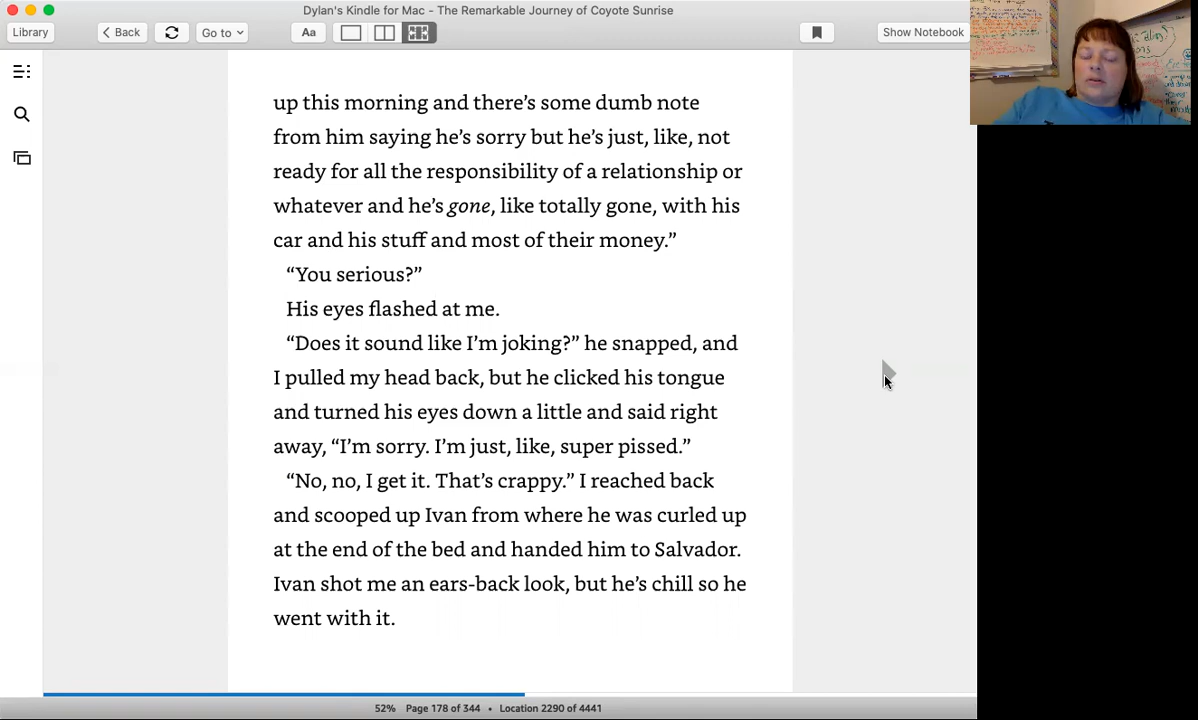 Dylan's Kindle for Mac - The Remarkable Journey of Coyote Sunrise
Library
Back
Go to
Aa
Show Notebook
up this morning and there's some dumb note
from him saying he's sorry but he's just, like, not
ready for all the responsibility of a relationship or
whatever and he's gone, like totally gone, with his
car and his stuff and most of their money.”
“You serious?”
His eyes flashed at me.
“Does it sound like I'm joking?” he snapped, and
I pulled my head back, but he clicked his tongue
and turned his eyes down a little and said right
away, “I'm sorry. I'm just, like, super pissed.”
“No, no, I get it. That's crappy.” I reached back
and scooped up Ivan from where he was curled up
at the end of the bed and handed him to Salvador.
Ivan shot me an ears-back look, but he's chill so he
went with it.
52% Page 178 of 344 • Location 2290 of 4441